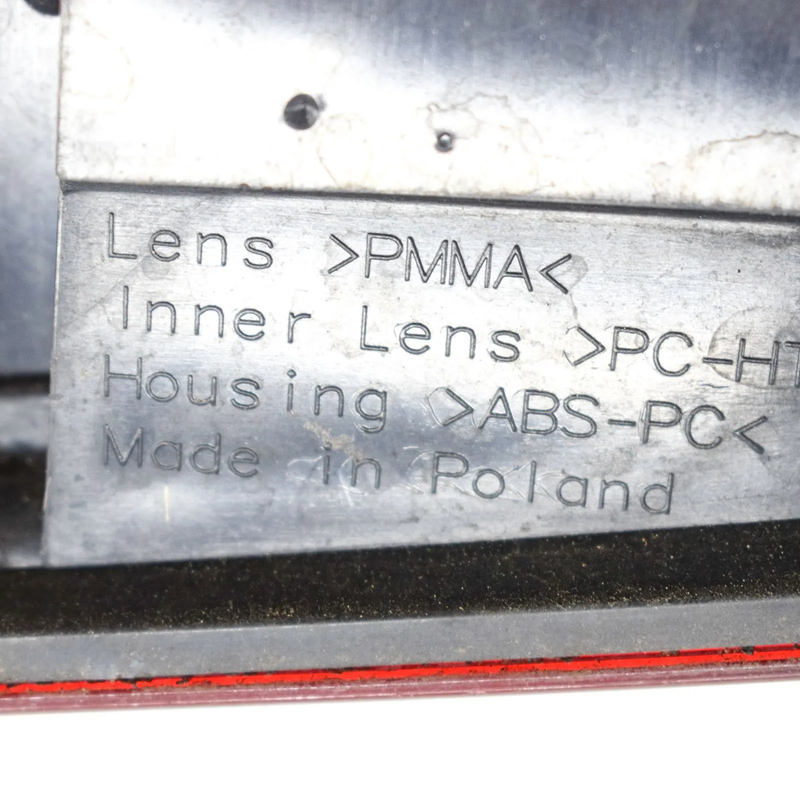 Lens >PMMA<
Inner Lens >PC-HT
Housing >ABS-PC<
Made in Poland